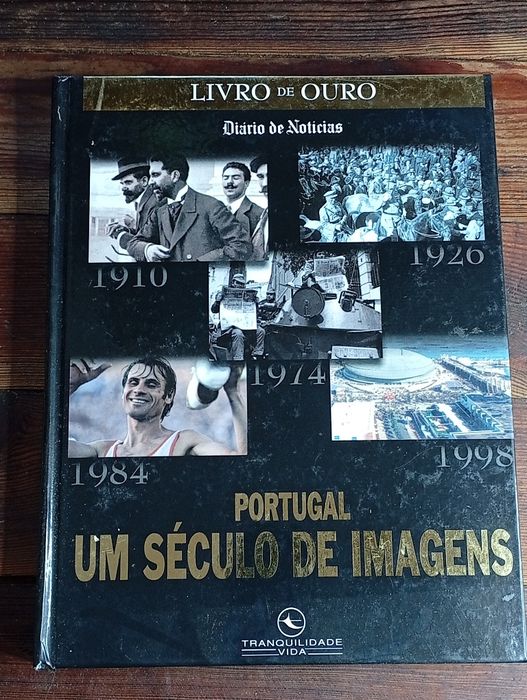 LIVRO DE OURO
Diário de Notícias
1910
1926
1974
1984
1998
PORTUGAL
UM SÉCULO DE IMAGENS
TRANQUILIDADE
VIDA